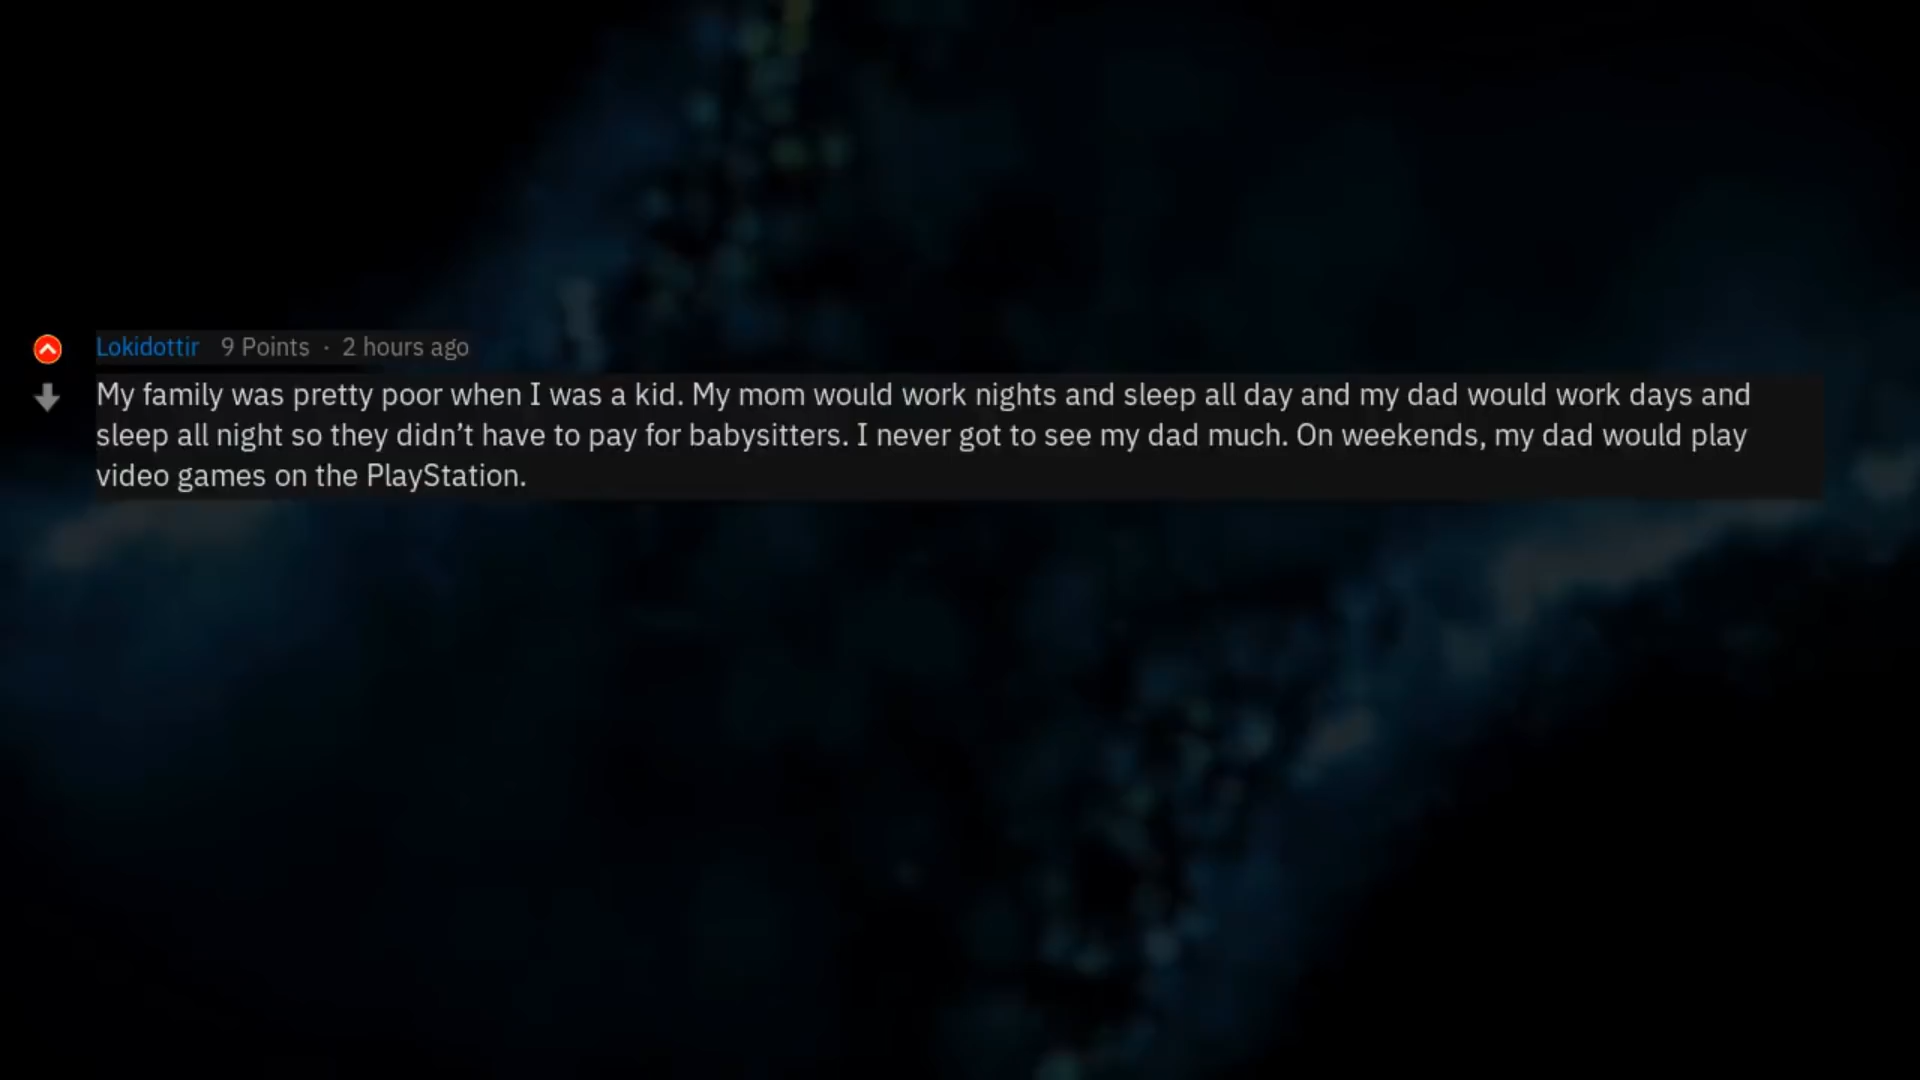 Lokidottir 9 Points · 2 hours ago
My family was pretty poor when I was a kid. My mom would work nights and sleep all day and my dad would work days and
sleep all night so they didn’t have to pay for babysitters. I never got to see my dad much. On weekends, my dad would play
video games on the PlayStation.